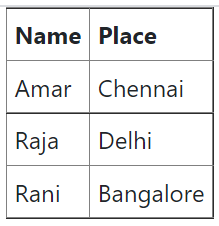 Name Place
Amar Chennai
Raja Delhi
Rani Bangalore